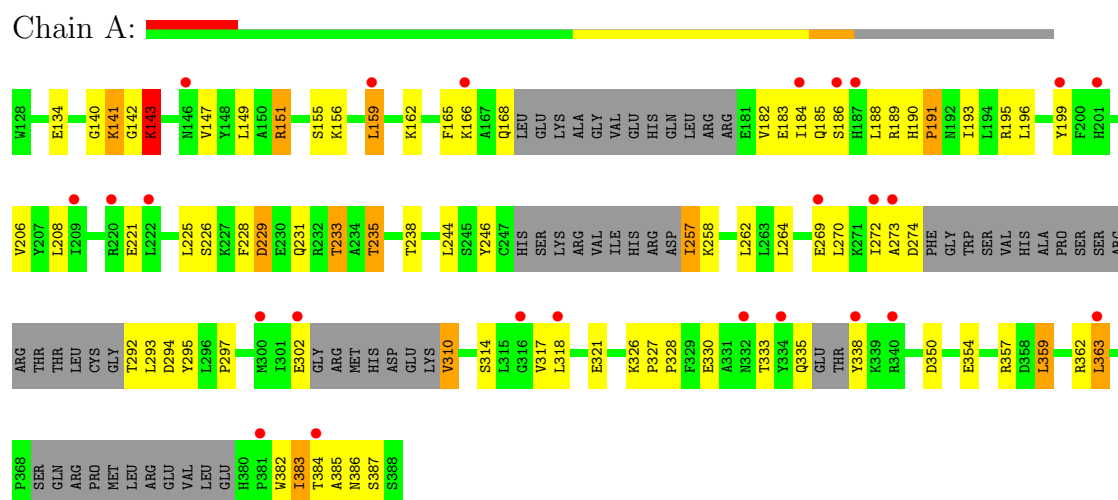 Chain A:
W128 E134 G140 K141 G142 K143 N146 V147 Y148 L149 A150 R151 S155 K156 L159 K162 F165 K166 A167 Q168 LEU GLU LYS ALA GLY VAL GLU HIS GLN LEU ARG ARG E181 V182 E183 I184 Q185 S186 H187 L188 R189 H190 P191 N192 I193 L194 R195 L196 Y199 F200 H201
V206 Y207 L208 I209 R220 E221 L222 L225 S226 K227 F228 D229 E230 Q231 R232 T233 A234 T235 T238 L244 S245 Y246 C247 HIS SER LYS ARG VAL ILE HIS ARG ASP I257 K258 L262 L263 L264 E269 L270 K271 I272 A273 D274 PHE GLY TRP SER VAL HIS ALA PRO SER SER ARG
ARG THR THR LEU CYS GLY T292 L293 D294 Y295 L296 P297 M300 I301 E302 GLY ARG MET HIS ASP GLU LYS V310 S314 L315 G316 V317 L318 E321 K326 P327 P328 F329 E330 A331 N332 T333 Y334 Q335 GLU THR Y338 K339 R340 D350 E354 R357 D358 L359 R362 L363
P368 SER GLN ARG PRO MET LEU ARG GLU VAL LEU GLU H380 P381 W382 I383 T384 A385 N386 S387 S388